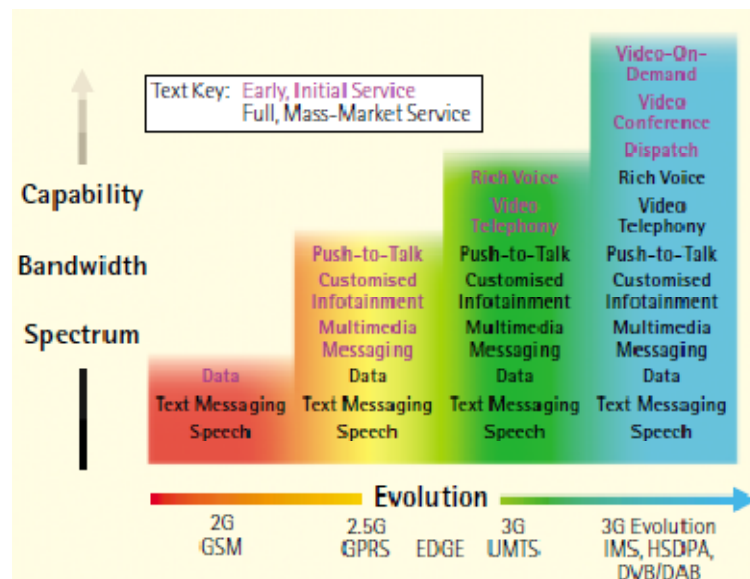 Text Key: Early, Initial Service
Full, Mass-Market Service
Capability
Bandwidth
Spectrum
Data
Text Messaging
Speech
Push-to-Talk
Customised
Infotainment
Multimedia
Messaging
Data
Text Messaging
Speech
Rich Voice
Video
Telephony
Push-to-Talk
Customised
Infotainment
Multimedia
Messaging
Data
Text Messaging
Speech
Video-On-
Demand
Video
Conference
Dispatch
Rich Voice
Video
Telephony
Push-to-Talk
Customised
Infotainment
Multimedia
Messaging
Data
Text Messaging
Speech
Evolution
2G
GSM
2.5G
GPRS
EDGE
3G
UMTS
3G Evolution
IMS, HSDPA,
DVB/DAB